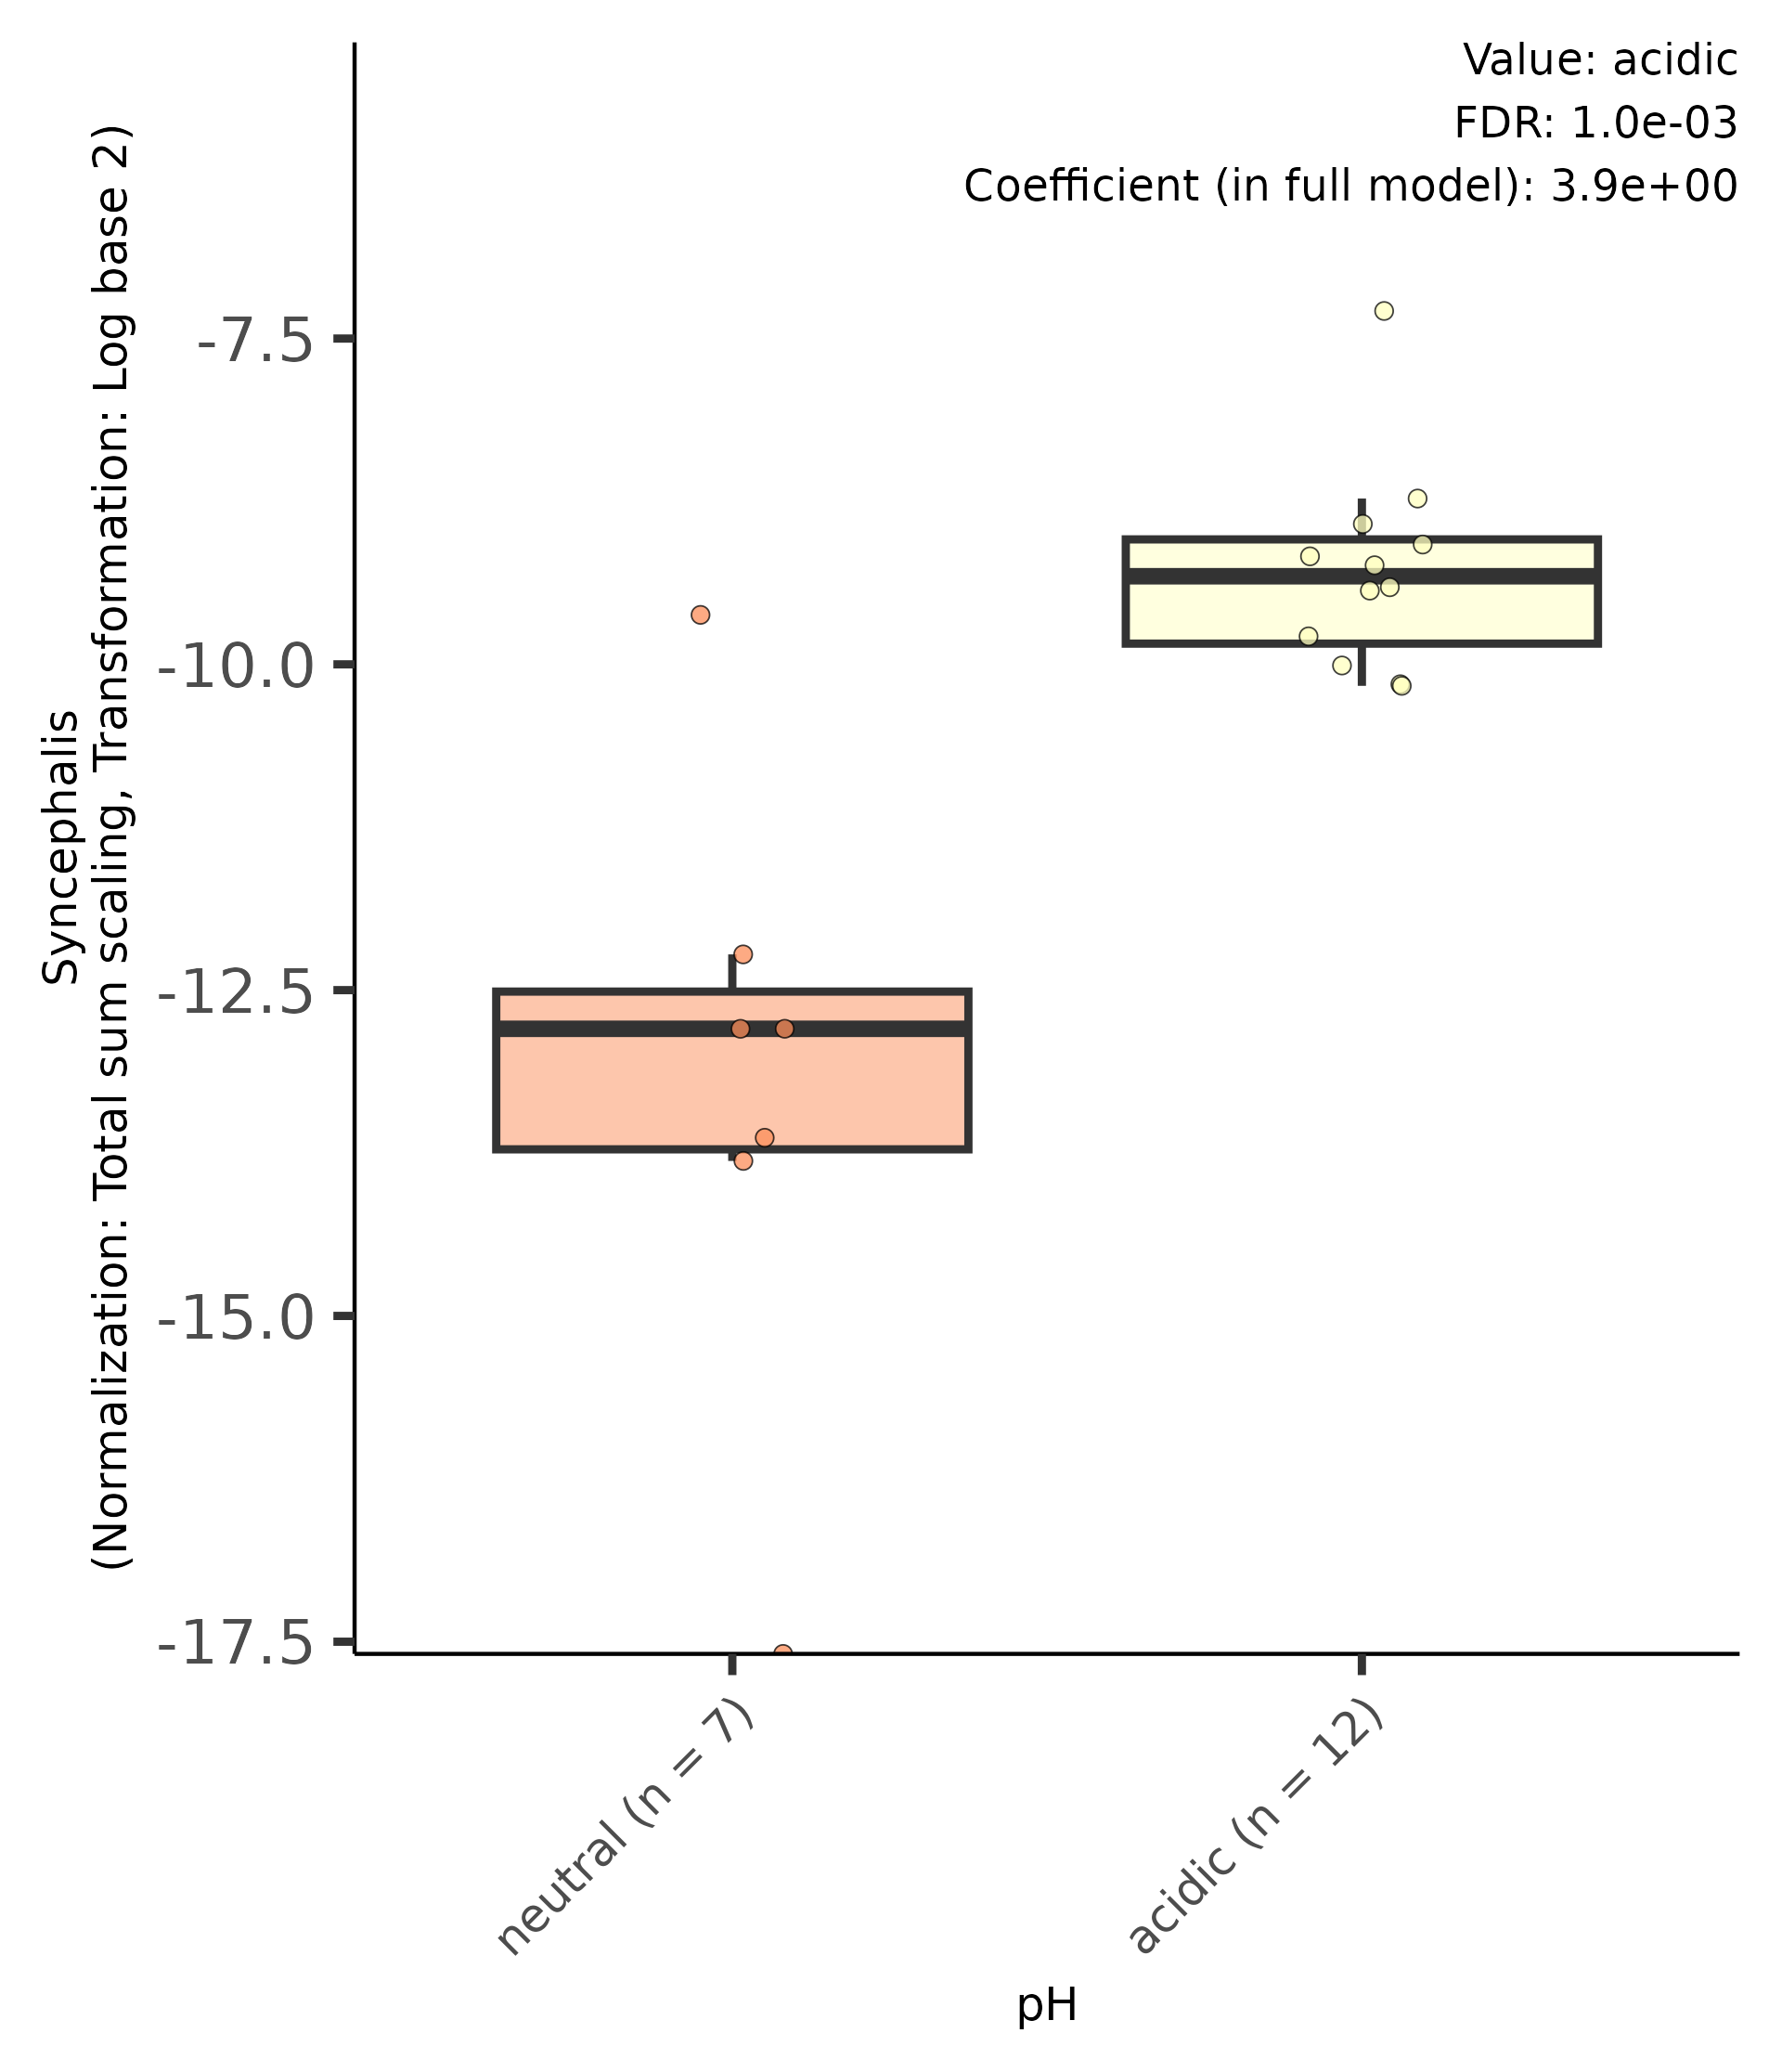 Value: acidic
FDR: 1.0e-03
Coefficient (in full model): 3.9e+00
Syncephalis
(Normalization: Total sum scaling, Transformation: Log base 2)
-7.5
-10.0
-12.5
-15.0
-17.5
neutral (n = 7)
acidic (n = 12)
pH